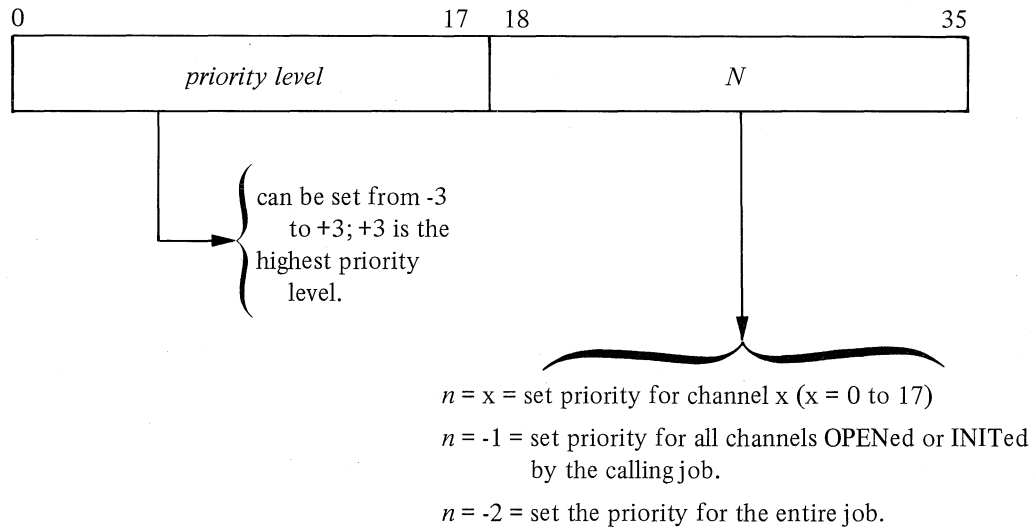 0 17 18 35
priority level N
can be set from -3
to +3; +3 is the
highest priority
level.
n = x = set priority for channel x (x = 0 to 17)
n = -1 = set priority for all channels OPENed or INITed
by the calling job.
n = -2 = set the priority for the entire job.